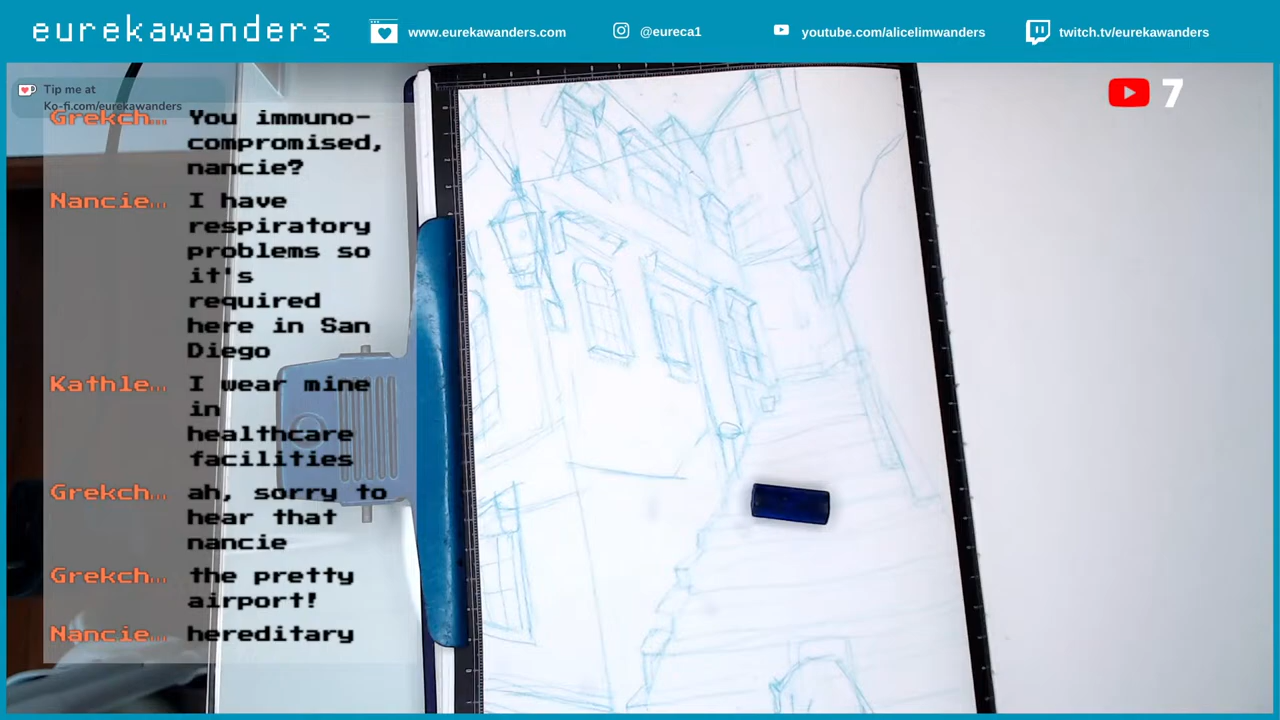 eurekawanders
www.eurekawanders.com
@eureca1
youtube.com/alicelimwanders
twitch.tv/eurekawanders
Tip me at
Ko-fi.com/eurekawanders
7
Grekch... You immuno-
compromised,
nancie?
Nancie... I have
respiratory
problems so
it's
required
here in San
Diego
Kathle... I wear mine
in
healthcare
facilities
Grekch... ah, sorry to
hear that
nancie
Grekch... the pretty
airport!
Nancie... hereditary